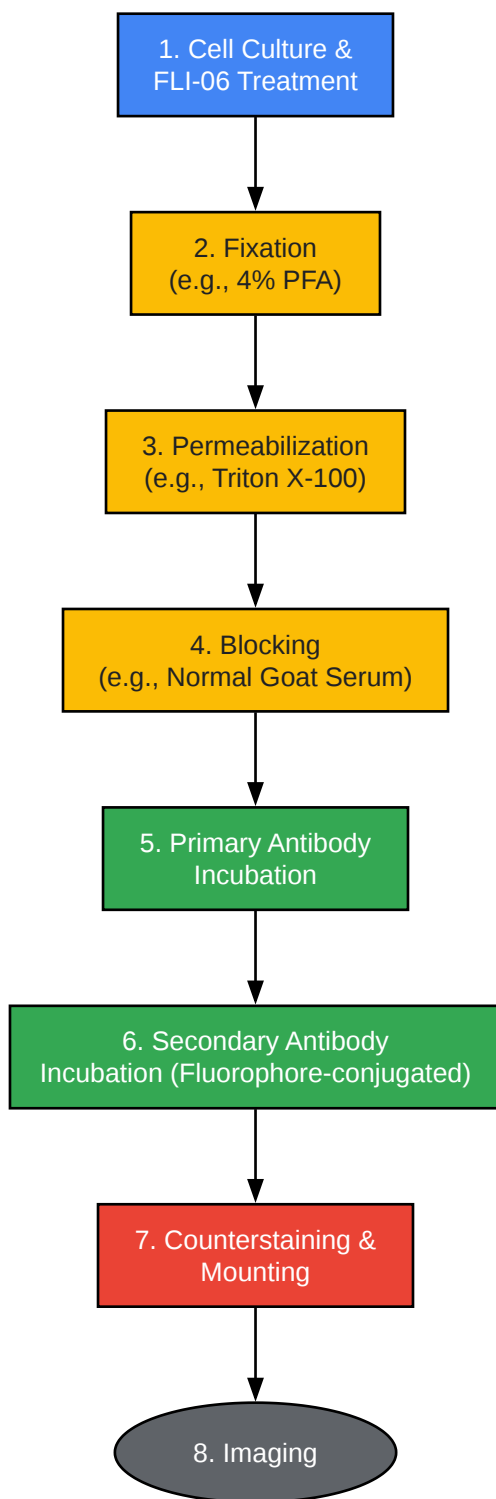 1. Cell Culture &
FLI-06 Treatment
2. Fixation
(e.g., 4% PFA)
3. Permeabilization
(e.g., Triton X-100)
4. Blocking
(e.g., Normal Goat Serum)
5. Primary Antibody
Incubation
6. Secondary Antibody
Incubation (Fluorophore-conjugated)
7. Counterstaining &
Mounting
8. Imaging